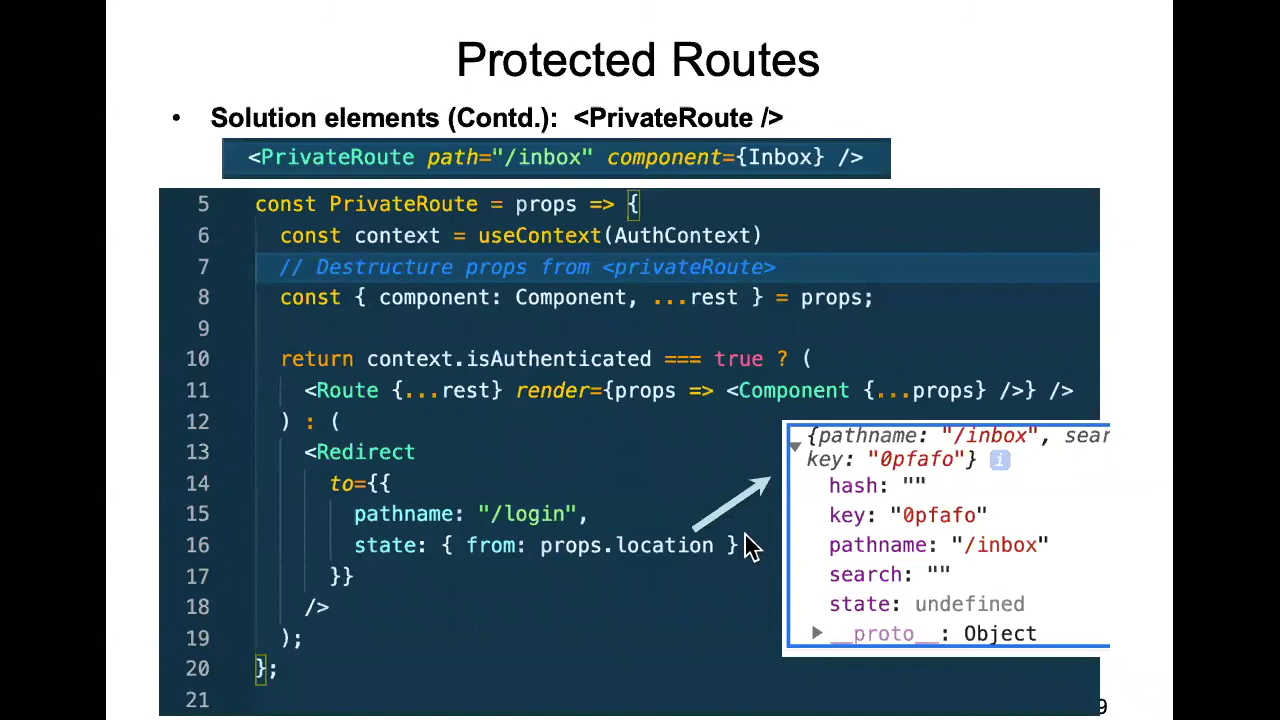 Protected Routes
• Solution elements (Contd.): <PrivateRoute />
<PrivateRoute path="/inbox" component={Inbox} />
5 const PrivateRoute = props => {
6 const context = useContext(AuthContext)
7 // Destructure props from <privateRoute>
8 const { component: Component, ...rest } = props;
9
10 return context.isAuthenticated === true ? (
11 <Route {...rest} render={props => <Component {...props} />} />
12 ) : (
13 <Redirect
14 to={{
15 pathname: "/login",
16 state: { from: props.location }
17 }}
18 />
19 );
20 };
21
{pathname: "/inbox", sear
key: "0pfafo"} i
hash: ""
key: "0pfafo"
pathname: "/inbox"
search: ""
state: undefined
__proto__: Object
9